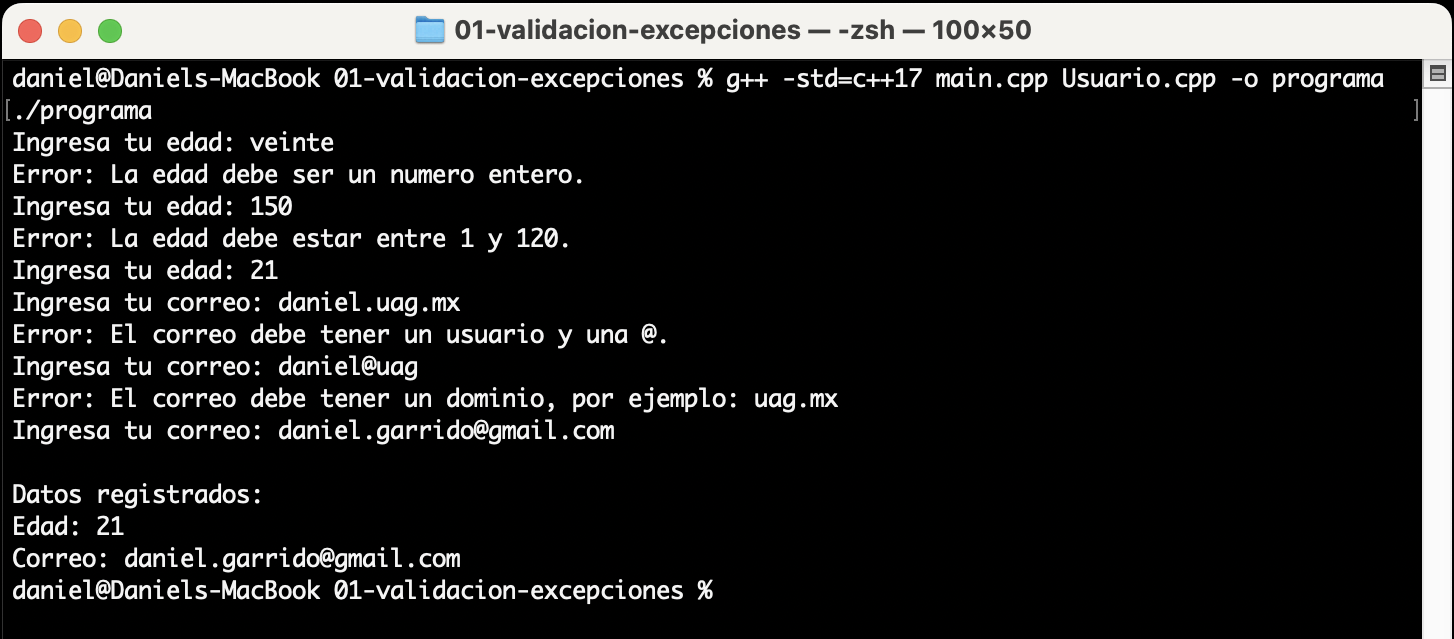 01-validacion-excepciones — -zsh — 100×50
daniel@Daniels-MacBook 01-validacion-excepciones % g++ -std=c++17 main.cpp Usuario.cpp -o programa
[./programa ]
Ingresa tu edad: veinte
Error: La edad debe ser un numero entero.
Ingresa tu edad: 150
Error: La edad debe estar entre 1 y 120.
Ingresa tu edad: 21
Ingresa tu correo: daniel.uag.mx
Error: El correo debe tener un usuario y una @.
Ingresa tu correo: daniel@uag
Error: El correo debe tener un dominio, por ejemplo: uag.mx
Ingresa tu correo: daniel.garrido@gmail.com
Datos registrados:
Edad: 21
Correo: daniel.garrido@gmail.com
daniel@Daniels-MacBook 01-validacion-excepciones %